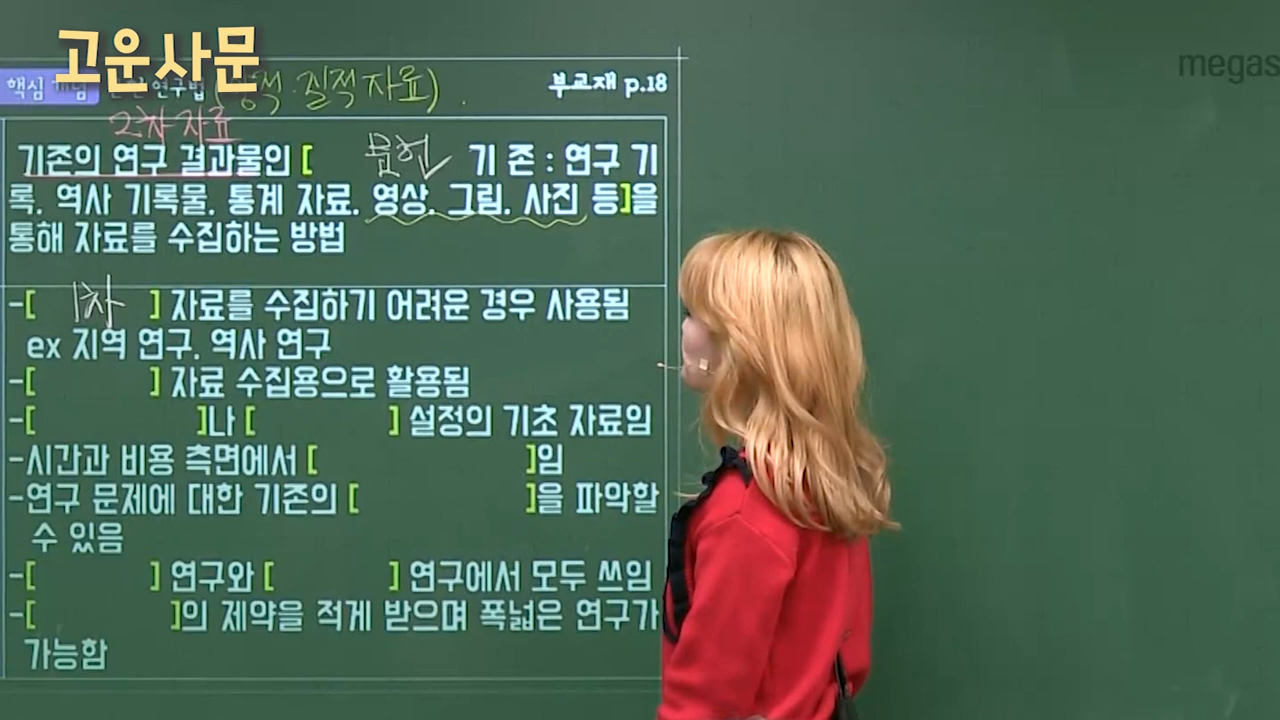 고운사문
핵심 개념 문헌 연구법 (양적·질적 자료)
부교재 p.18
2차 자료
기존의 연구 결과물인 [ 문헌 기 존 : 연구 기
록, 역사 기록물, 통계 자료, 영상, 그림, 사진 등]을
통해 자료를 수집하는 방법
-[ 1차 ] 자료를 수집하기 어려운 경우 사용됨
ex 지역 연구, 역사 연구
-[ ] 자료 수집용으로 활용됨
-[ ]나 [ ] 설정의 기초 자료임
-시간과 비용 측면에서 [ ]임
-연구 문제에 대한 기존의 [ ]을 파악할
수 있음
-[ ] 연구와 [ ] 연구에서 모두 쓰임
-[ ]의 제약을 적게 받으며 폭넓은 연구가
가능함
megas